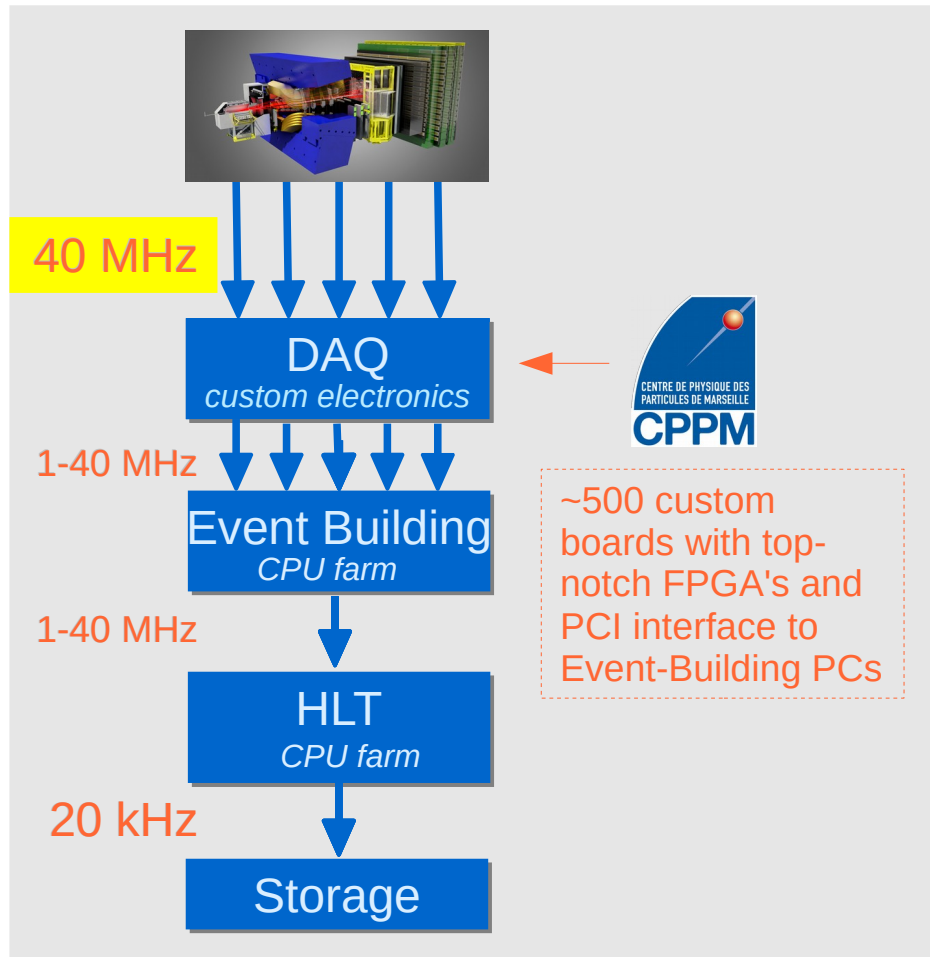 40 MHz
DAQ
custom electronics
CENTRE DE PHYSIQUE DES
PARTICULES DE MARSEILLE
CPPM
1-40 MHz
Event Building
CPU farm
~500 custom
boards with top-
notch FPGA's and
PCI interface to
Event-Building PCs
1-40 MHz
HLT
CPU farm
20 kHz
Storage